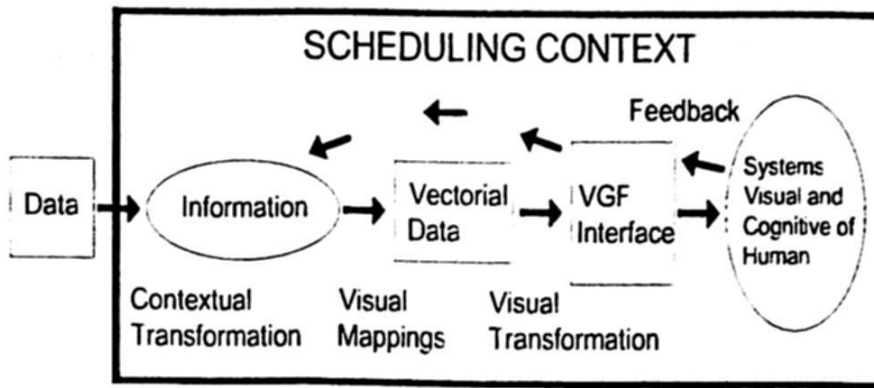 SCHEDULING CONTEXT
Feedback
Data
Information
Vectorial
Data
VGF
Interface
Systems
Visual and
Cognitive of
Human
Contextual
Transformation
Visual
Mappings
Visual
Transformation